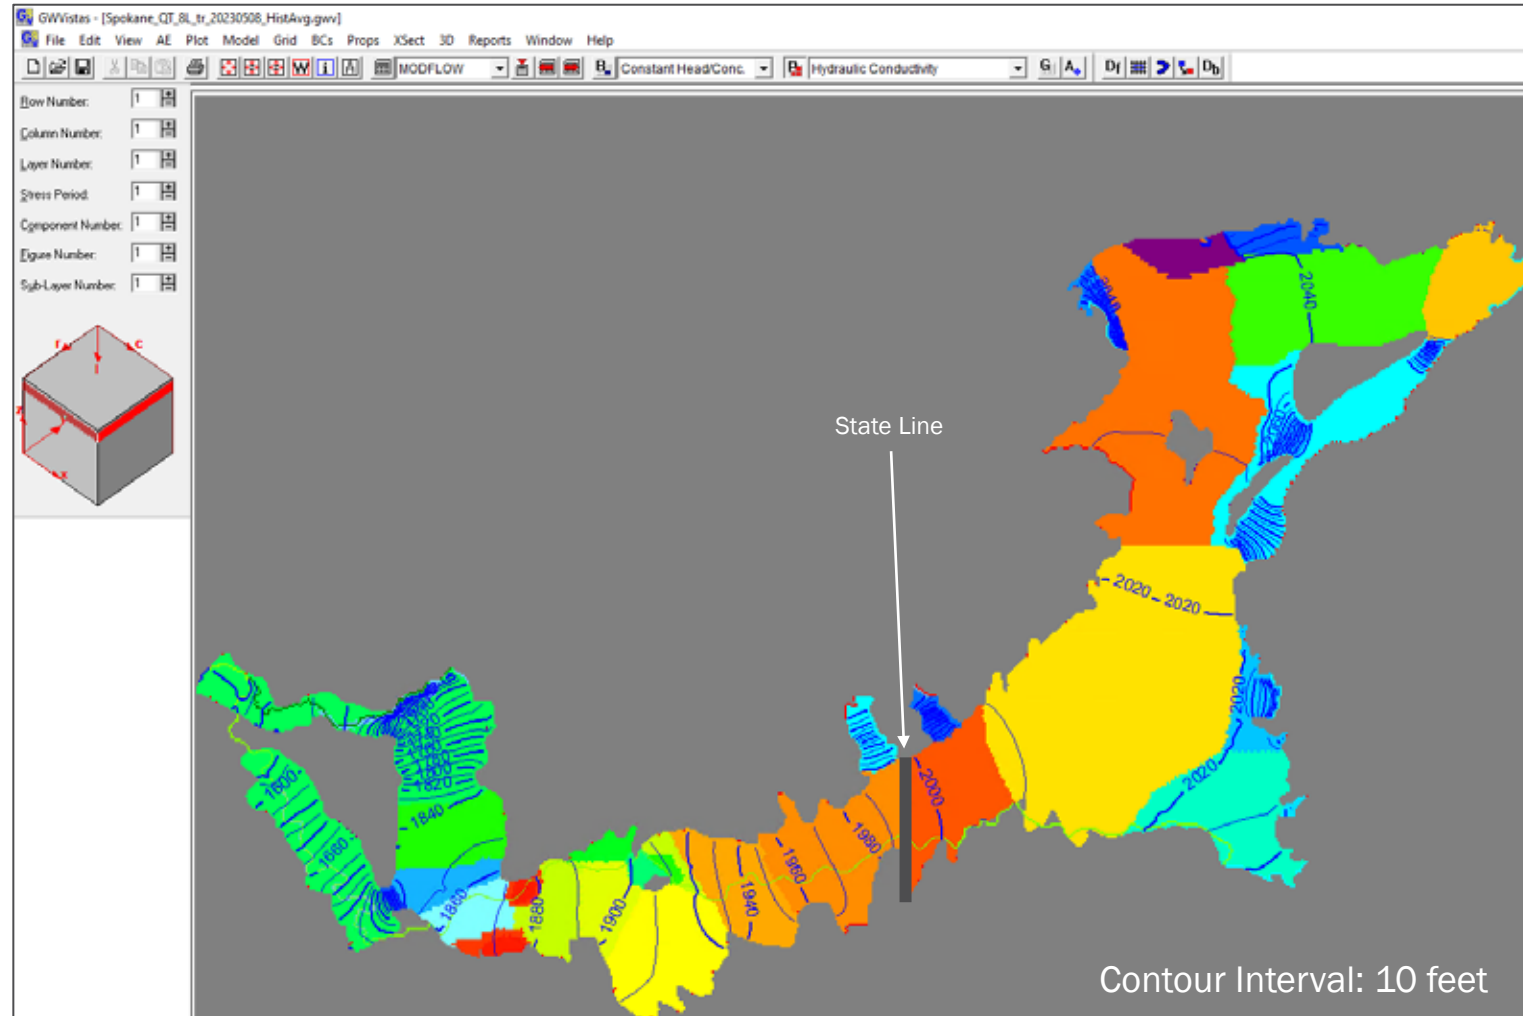 GWVistas - [Spokane_QT_8L_tr_20230508_HistAvg.gwv]
File Edit View AE Plot Model Grid BCs Props XSect 3D Reports Window Help
W i A MODFLOW B Constant Head/Conc. Hydraulic Conductivity G A Df Db
Row Number: 1
Column Number: 1
Layer Number: 1
Stress Period: 1
Component Number: 1
Figure Number: 1
Sub-Layer Number: 1
r c
x
State Line
2040
2020 2020
2020
2020
2000
1980
1960
1940
1900
1880
1860
1840
1820
1800
1660
1600
Contour Interval: 10 feet